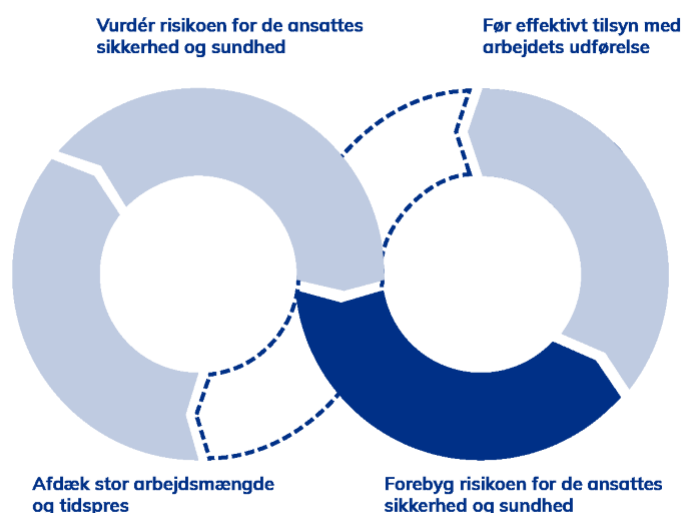 Vurdér risikoen for de ansattes
sikkerhed og sundhed
Før effektivt tilsyn med
arbejdets udførelse
Afdæk stor arbejdsmængde
og tidspres
Forebyg risikoen for de ansattes
sikkerhed og sundhed